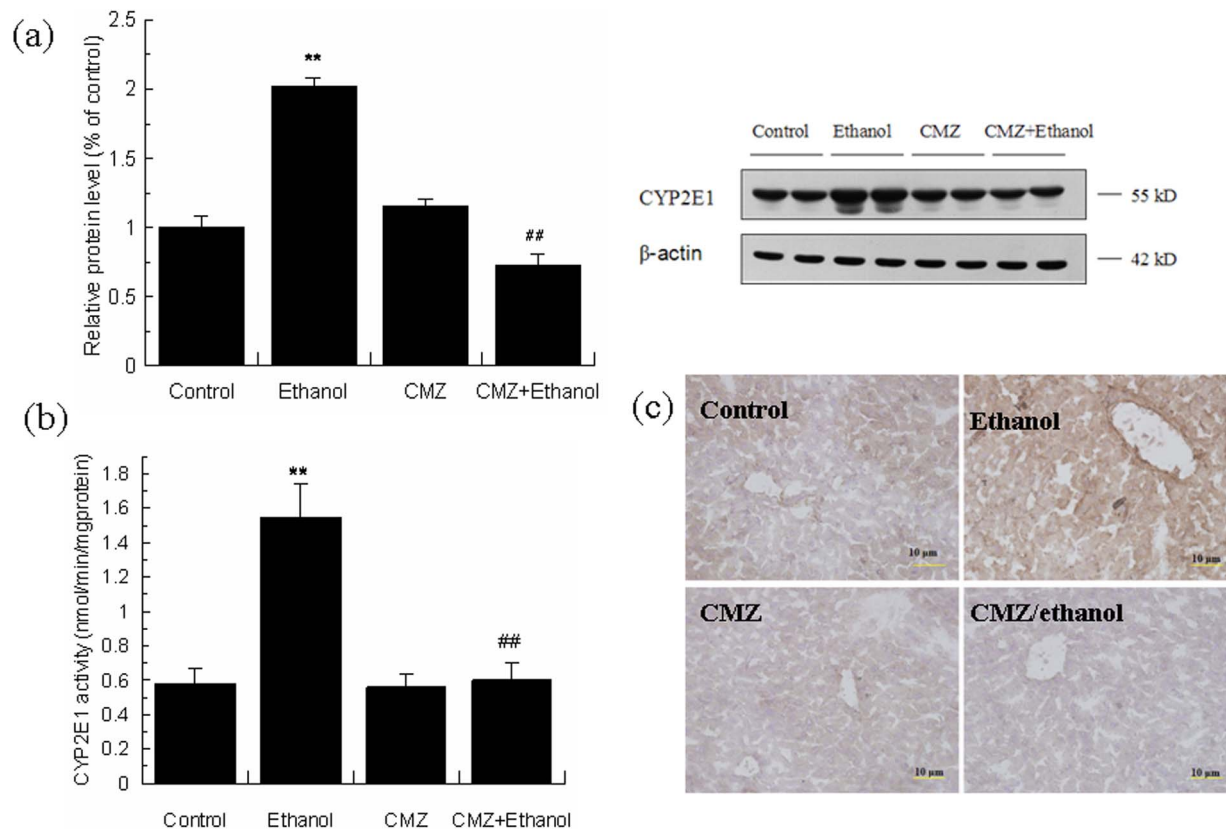 (a)
Relative protein level (% of control)
2.5
2
1.5
1
0.5
0
**
##
Control Ethanol CMZ CMZ+Ethanol
Control Ethanol CMZ CMZ+Ethanol
CYP2E1
55 kD
β-actin
42 kD
(b)
CYP2E1 activity (nmol/min/mgprotein)
1.8
1.6
1.4
1.2
1
0.8
0.6
0.4
0.2
0
**
##
Control Ethanol CMZ CMZ+Ethanol
(c)
Control
10 µm
Ethanol
10 µm
CMZ
10 µm
CMZ/ethanol
10 µm